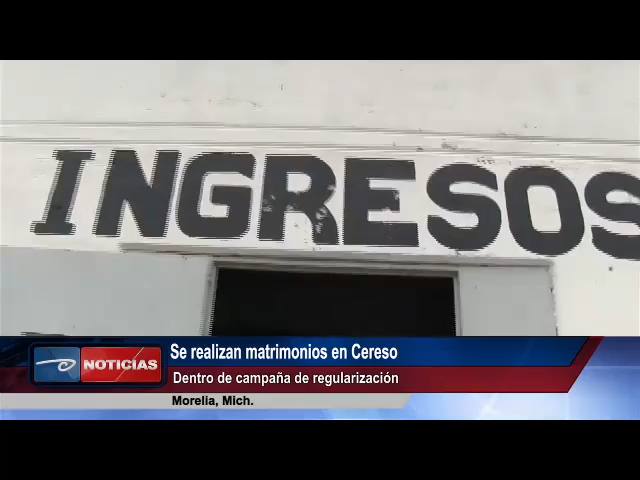 INGRESOS
Se realizan matrimonios en Cereso
NOTICIAS
Dentro de campaña de regularización
Morelia, Mich.